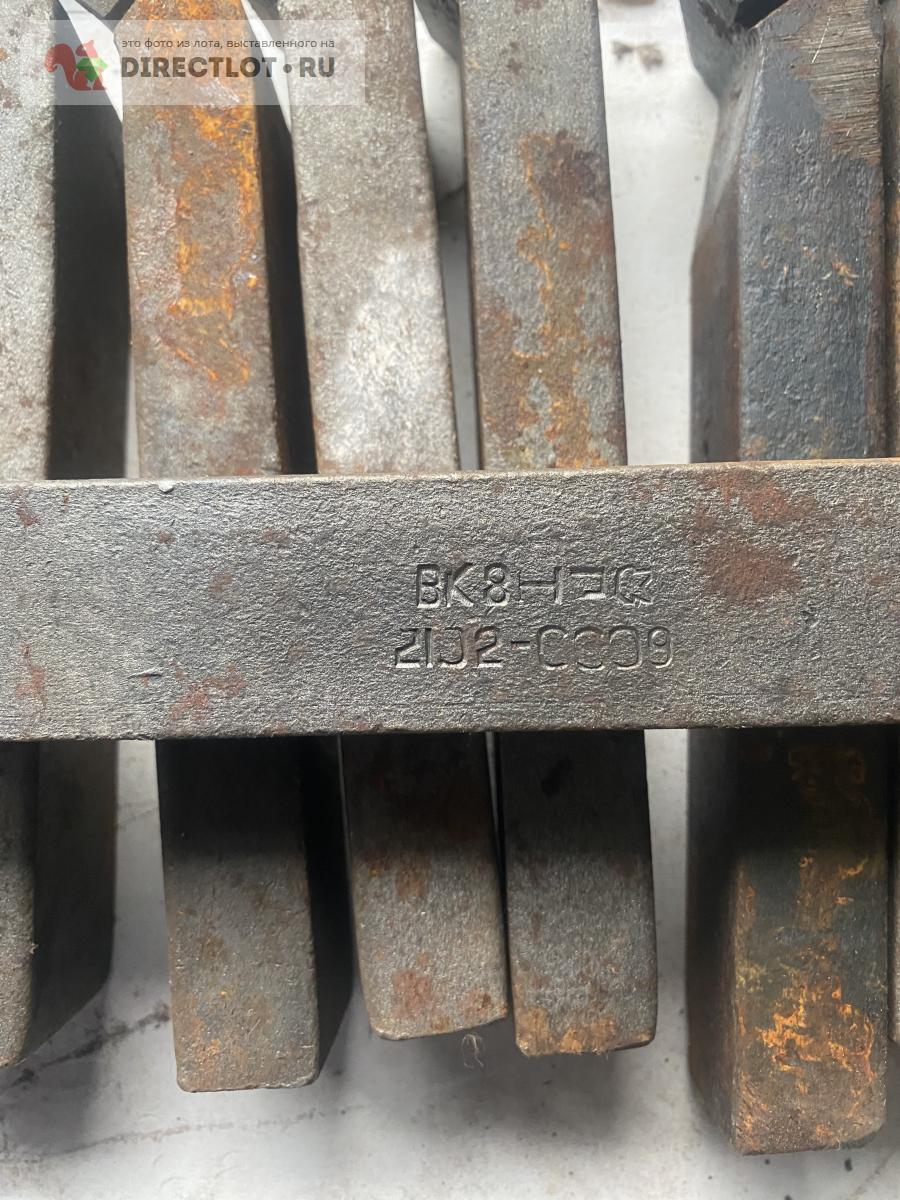 это фото из лота, выставленного на
DIRECTLOT.RU
ВК8
2102-0009